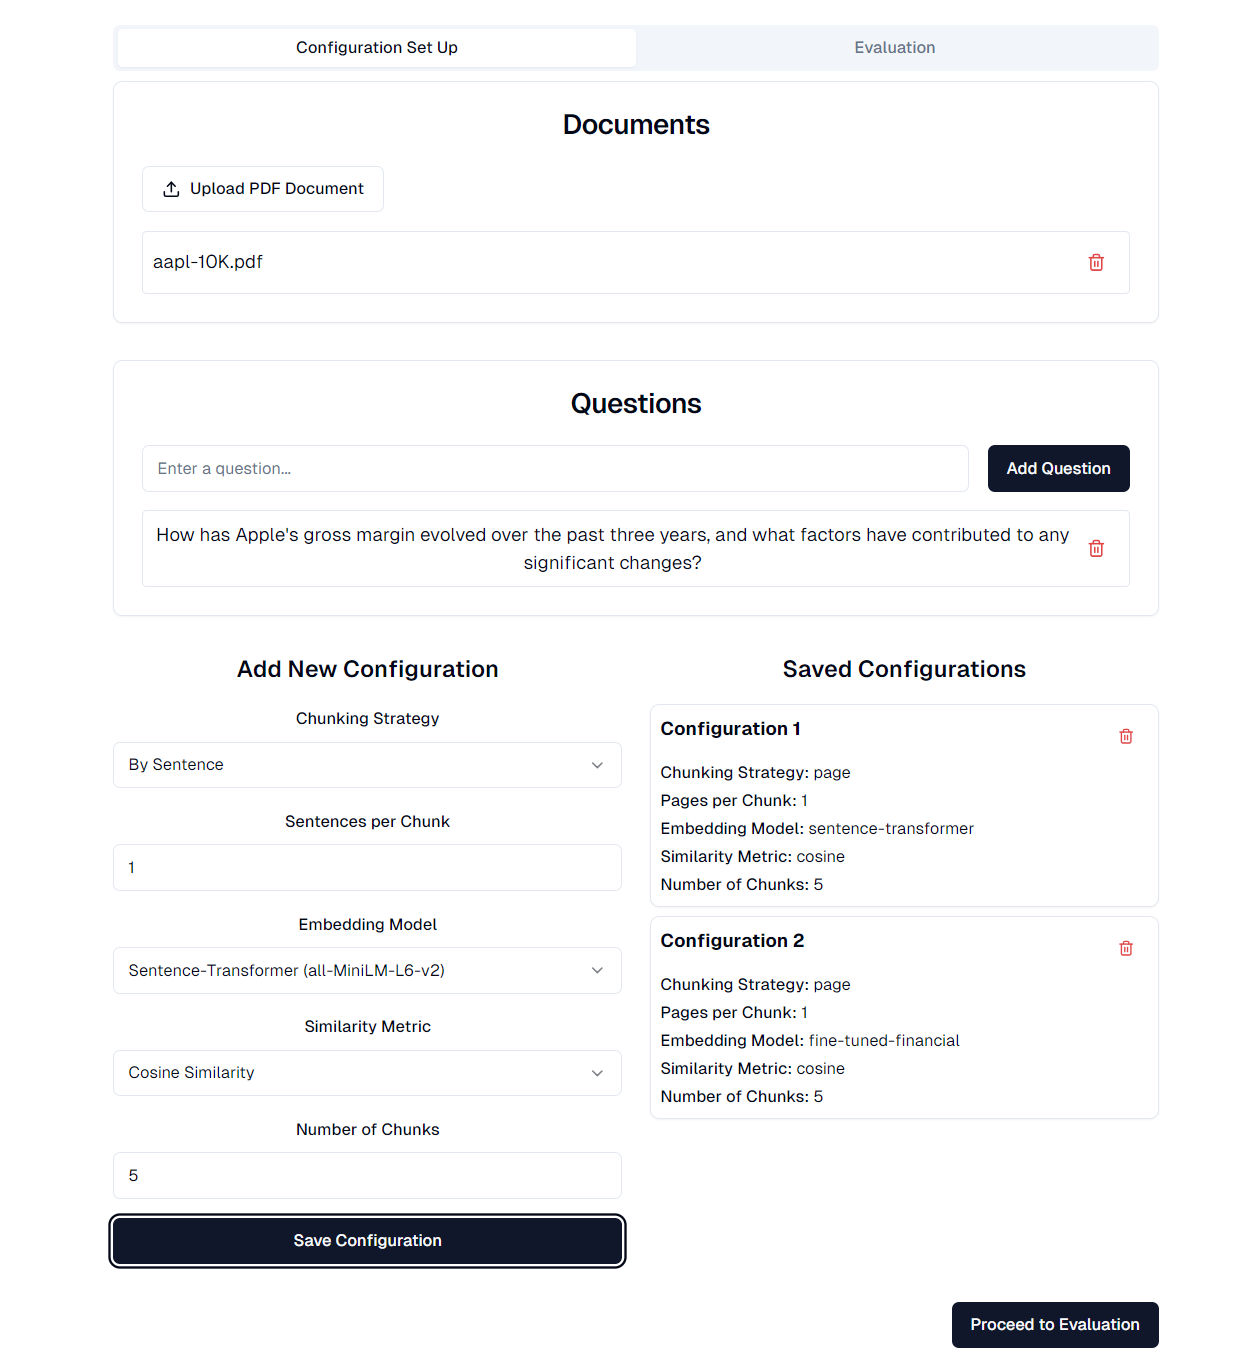 Configuration Set Up
Evaluation
Documents
Upload PDF Document
aapl-10K.pdf
Questions
Enter a question...
Add Question
How has Apple's gross margin evolved over the past three years, and what factors have contributed to any
significant changes?
Add New Configuration
Chunking Strategy
By Sentence
Sentences per Chunk
1
Embedding Model
Sentence-Transformer (all-MiniLM-L6-v2)
Similarity Metric
Cosine Similarity
Number of Chunks
5
Save Configuration
Saved Configurations
Configuration 1
Chunking Strategy: page
Pages per Chunk: 1
Embedding Model: sentence-transformer
Similarity Metric: cosine
Number of Chunks: 5
Configuration 2
Chunking Strategy: page
Pages per Chunk: 1
Embedding Model: fine-tuned-financial
Similarity Metric: cosine
Number of Chunks: 5
Proceed to Evaluation